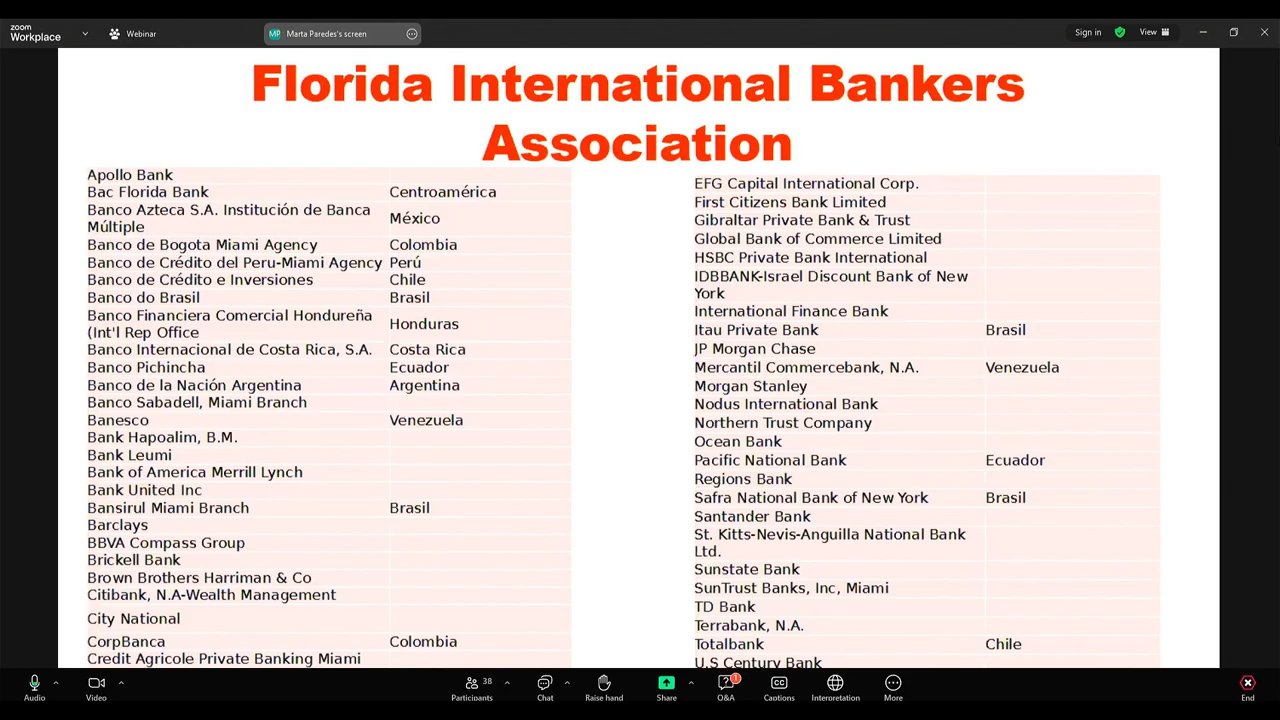 zoom
Workplace
Webinar
MP Marta Paredes's screen
Sign in
View
Florida International Bankers
Association
Apollo Bank
Bac Florida Bank Centroamérica
Banco Azteca S.A. Institución de Banca
Múltiple México
Banco de Bogota Miami Agency Colombia
Banco de Crédito del Peru-Miami Agency Perú
Banco de Crédito e Inversiones Chile
Banco do Brasil Brasil
Banco Financiera Comercial Hondureña
(Int'l Rep Office Honduras
Banco Internacional de Costa Rica, S.A. Costa Rica
Banco Pichincha Ecuador
Banco de la Nación Argentina Argentina
Banco Sabadell, Miami Branch
Banesco Venezuela
Bank Hapoalim, B.M.
Bank Leumi
Bank of America Merrill Lynch
Bank United Inc
Bansirul Miami Branch Brasil
Barclays
BBVA Compass Group
Brickell Bank
Brown Brothers Harriman & Co
Citibank, N.A-Wealth Management
City National
CorpBanca Colombia
Credit Agricole Private Banking Miami
EFG Capital International Corp.
First Citizens Bank Limited
Gibraltar Private Bank & Trust
Global Bank of Commerce Limited
HSBC Private Bank International
IDBBANK-Israel Discount Bank of New
York
International Finance Bank
Itau Private Bank Brasil
JP Morgan Chase
Mercantil Commercebank, N.A. Venezuela
Morgan Stanley
Nodus International Bank
Northern Trust Company
Ocean Bank
Pacific National Bank Ecuador
Regions Bank
Safra National Bank of New York Brasil
Santander Bank
St. Kitts-Nevis-Anguilla National Bank
Ltd.
Sunstate Bank
SunTrust Banks, Inc, Miami
TD Bank
Terrabank, N.A.
Totalbank Chile
U.S Century Bank
Audio
Video
Participants 38
Chat
Raise hand
Share
Q&A 1
Captions
Interpretation
More
End